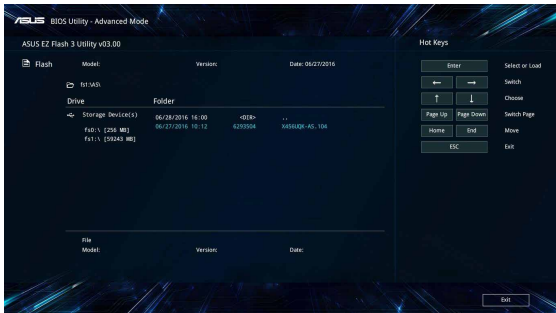 ASUS BIOS Utility - Advanced Mode
ASUS EZ Flash 3 Utility v03.00
Hot Keys
Flash
Model: Version: Date: 06/27/2016
fs1:\AS\
Drive Folder
Storage Device(s)
fs0:\ [256 MB]
fs1:\ [59243 MB]
06/28/2016 16:00 <DIR> ..
06/27/2016 10:12 6293504 X456UQK-AS.104
File
Model: Version: Date:
Enter Select or Load
← → Switch
↑ ↓ Choose
Page Up Page Down Switch Page
Home End Move
ESC Exit
Exit